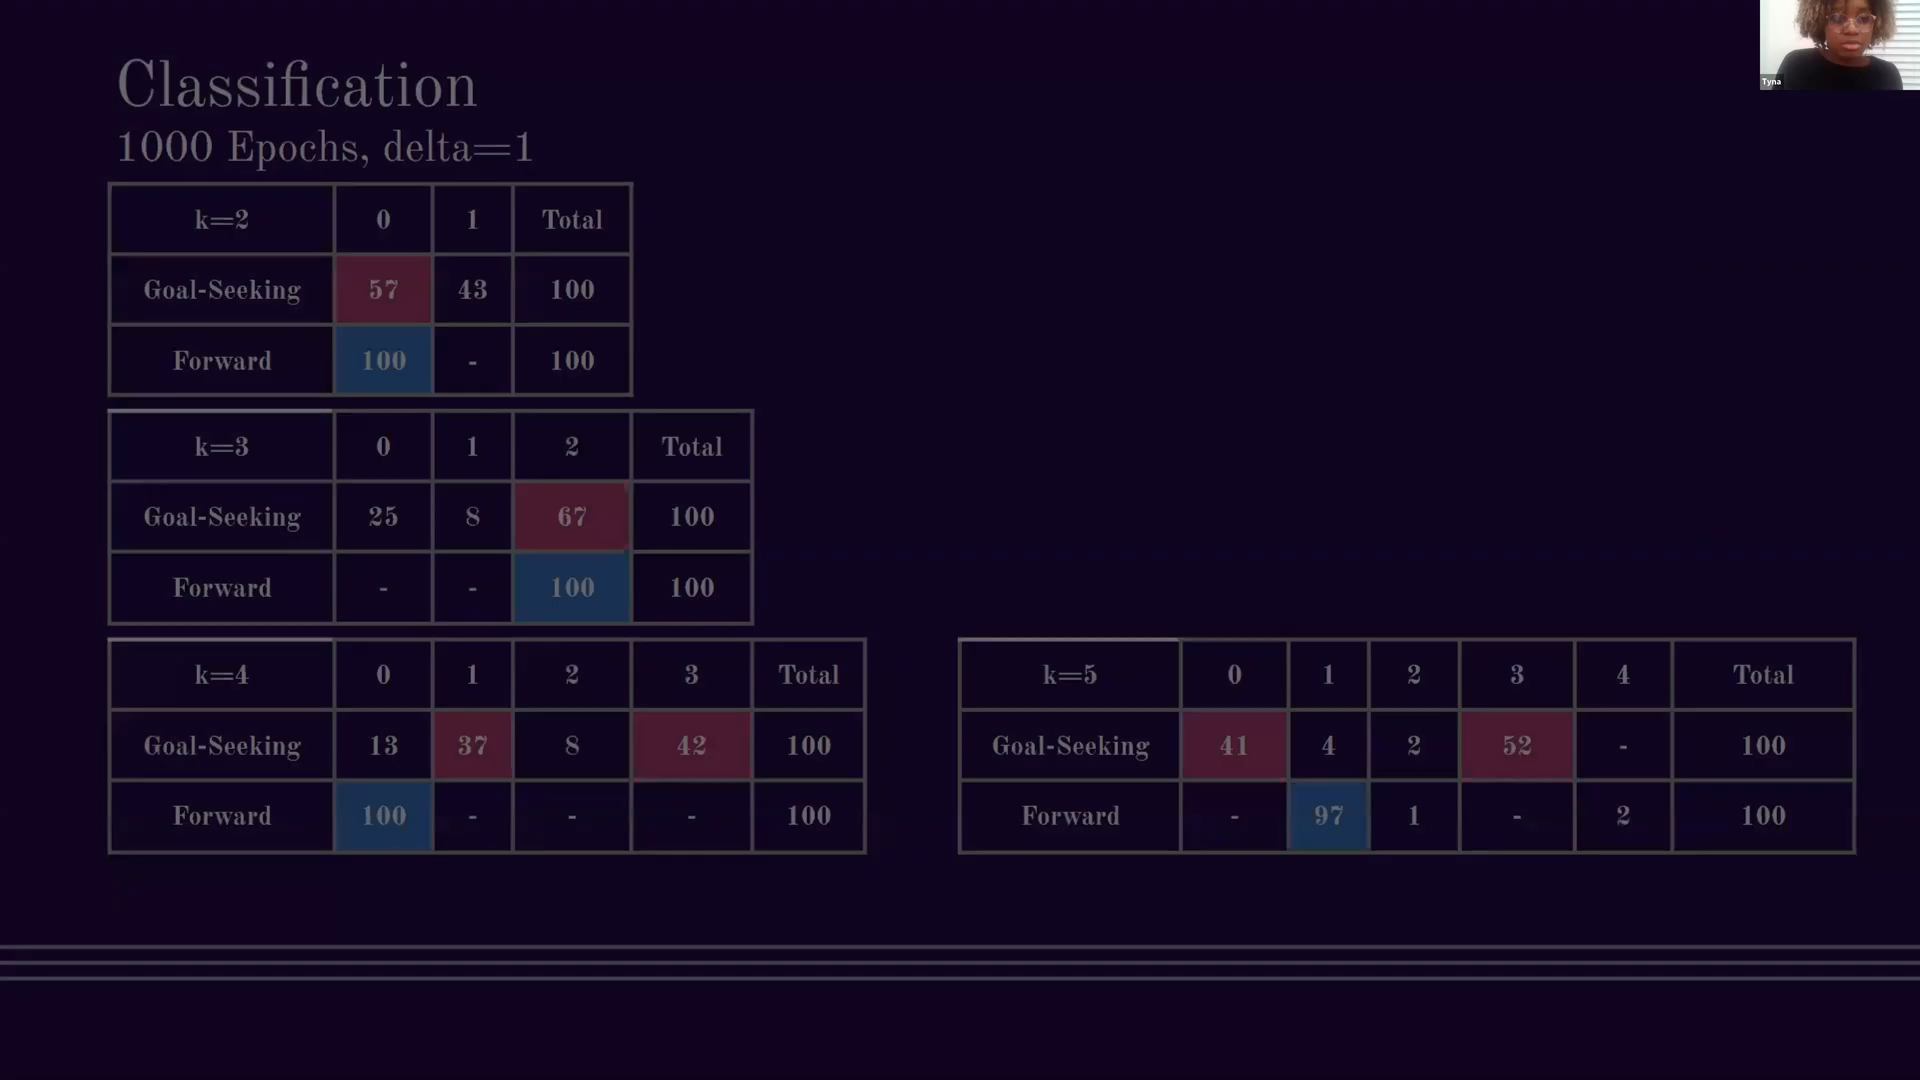 Tyna
Classification
1000 Epochs, delta=1
k=2 0 1 Total
Goal-Seeking 57 43 100
Forward 100 - 100
k=3 0 1 2 Total
Goal-Seeking 25 8 67 100
Forward - - 100 100
k=4 0 1 2 3 Total
Goal-Seeking 13 37 8 42 100
Forward 100 - - - 100
k=5 0 1 2 3 4 Total
Goal-Seeking 41 4 2 52 - 100
Forward - 97 1 - 2 100